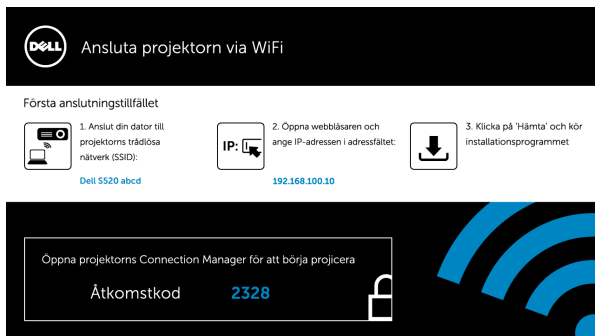 DELL
Ansluta projektorn via WiFi
Första anslutningstillfället
1. Anslut din dator till
projektorns trådlösa
nätverk (SSID):
Dell S520 abcd
IP:
2. Öppna webbläsaren och
ange IP-adressen i adressfältet:
192.168.100.10
3. Klicka på 'Hämta' och kör
installationsprogrammet
Öppna projektorns Connection Manager för att börja projicera
Åtkomstkod 2328